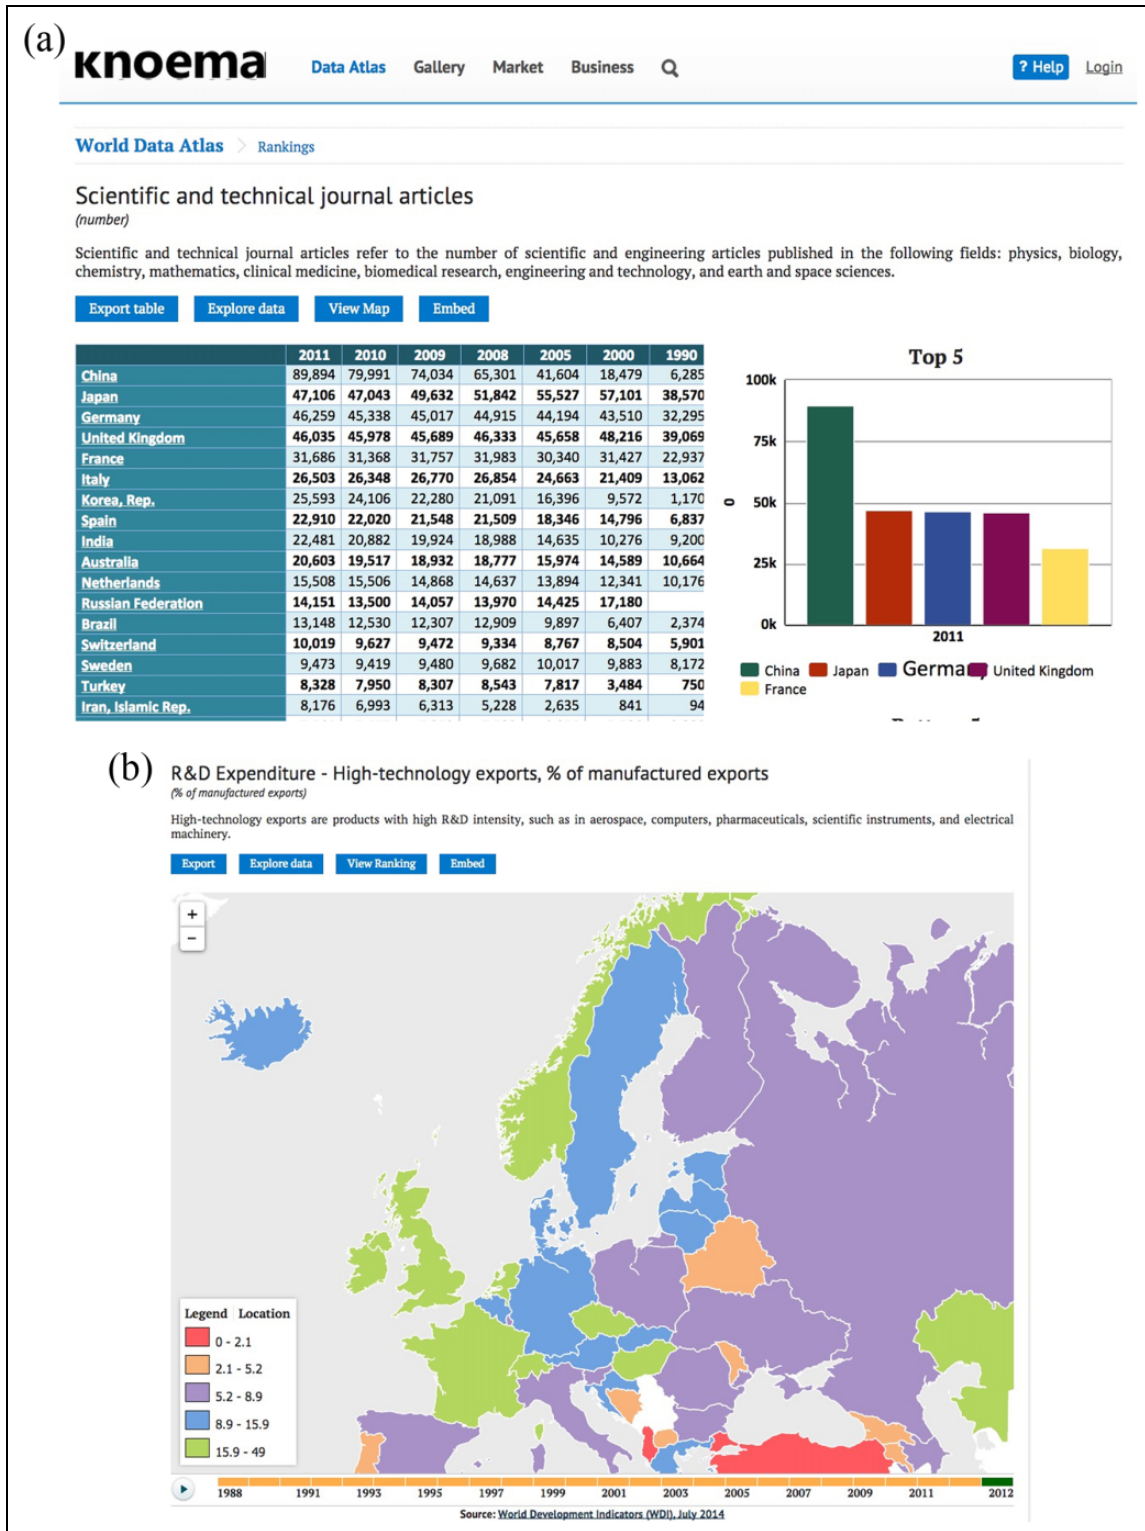 (a)
knoema Data Atlas Gallery Market Business ? Help Login
World Data Atlas Rankings
Scientific and technical journal articles
(number)
Scientific and technical journal articles refer to the number of scientific and engineering articles published in the following fields: physics, biology,
chemistry, mathematics, clinical medicine, biomedical research, engineering and technology, and earth and space sciences.
Export table Explore data View Map Embed
2011 2010 2009 2008 2005 2000 1990
China 89,894 79,991 74,034 65,301 41,604 18,479 6,285
Japan 47,106 47,043 49,632 51,842 55,527 57,101 38,570
Germany 46,259 45,338 45,017 44,915 44,194 43,510 32,295
United Kingdom 46,035 45,978 45,689 46,333 45,658 48,216 39,069
France 31,686 31,368 31,757 31,983 30,340 31,427 22,937
Italy 26,503 26,348 26,770 26,854 24,663 21,409 13,062
Korea, Rep. 25,593 24,106 22,280 21,091 16,396 9,572 1,170
Spain 22,910 22,020 21,548 21,509 18,346 14,796 6,837
India 22,481 20,882 19,924 18,988 14,635 10,276 9,200
Australia 20,603 19,517 18,932 18,777 15,974 14,589 10,664
Netherlands 15,508 15,506 14,868 14,637 13,894 12,341 10,176
Russian Federation 14,151 13,500 14,057 13,970 14,425 17,180
Brazil 13,148 12,530 12,307 12,909 9,897 6,407 2,374
Switzerland 10,019 9,627 9,472 9,334 8,767 8,504 5,901
Sweden 9,473 9,419 9,480 9,682 10,017 9,883 8,172
Turkey 8,328 7,950 8,307 8,543 7,817 3,484 750
Iran, Islamic Rep. 8,176 6,993 6,313 5,228 2,635 841 94
Top 5
100k
75k
0
50k
25k
0k
2011
China Japan Germany United Kingdom
France
(b)
R&D Expenditure - High-technology exports, % of manufactured exports
(% of manufactured exports)
High-technology exports are products with high R&D intensity, such as in aerospace, computers, pharmaceuticals, scientific instruments, and electrical
machinery.
Export Explore data View Ranking Embed
+
−
Legend Location
0 - 2.1
2.1 - 5.2
5.2 - 8.9
8.9 - 15.9
15.9 - 49
1988 1991 1993 1995 1997 1999 2001 2003 2005 2007 2009 2011 2012
Source: World Development Indicators (WDI), July 2014